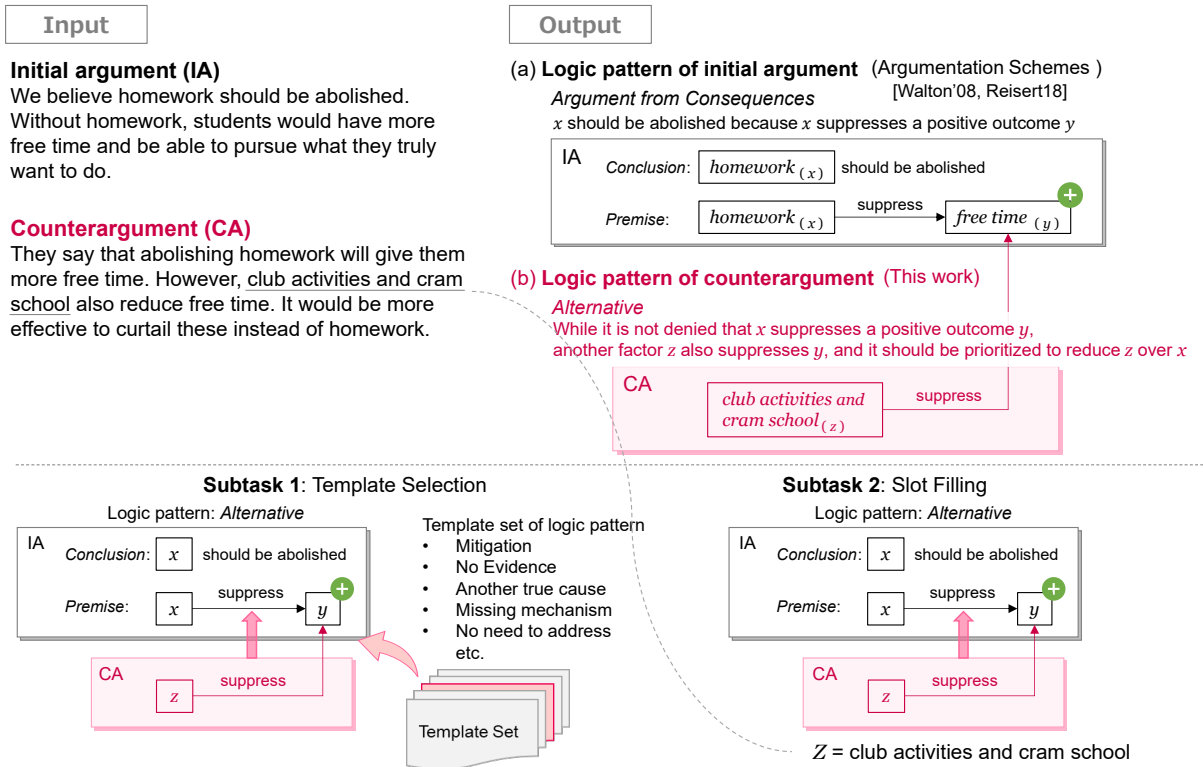 Input
Initial argument (IA)
We believe homework should be abolished.
Without homework, students would have more
free time and be able to pursue what they truly
want to do.
Counterargument (CA)
They say that abolishing homework will give them
more free time. However, club activities and cram
school also reduce free time. It would be more
effective to curtail these instead of homework.
Output
(a) Logic pattern of initial argument (Argumentation Schemes )
[Walton'08, Reisert18]
Argument from Consequences
x should be abolished because x suppresses a positive outcome y
IA
Conclusion: homework (x) should be abolished
Premise: homework (x) suppress free time (y) +
(b) Logic pattern of counterargument (This work)
Alternative
While it is not denied that x suppresses a positive outcome y,
another factor z also suppresses y, and it should be prioritized to reduce z over x
CA
club activities and
cram school (z)
suppress
Subtask 1: Template Selection
Logic pattern: Alternative
IA
Conclusion: x should be abolished
Premise: x suppress y +
CA
z suppress
Template set of logic pattern
• Mitigation
• No Evidence
• Another true cause
• Missing mechanism
• No need to address
etc.
Template Set
Subtask 2: Slot Filling
Logic pattern: Alternative
IA
Conclusion: x should be abolished
Premise: x suppress y +
CA
z suppress
Z = club activities and cram school